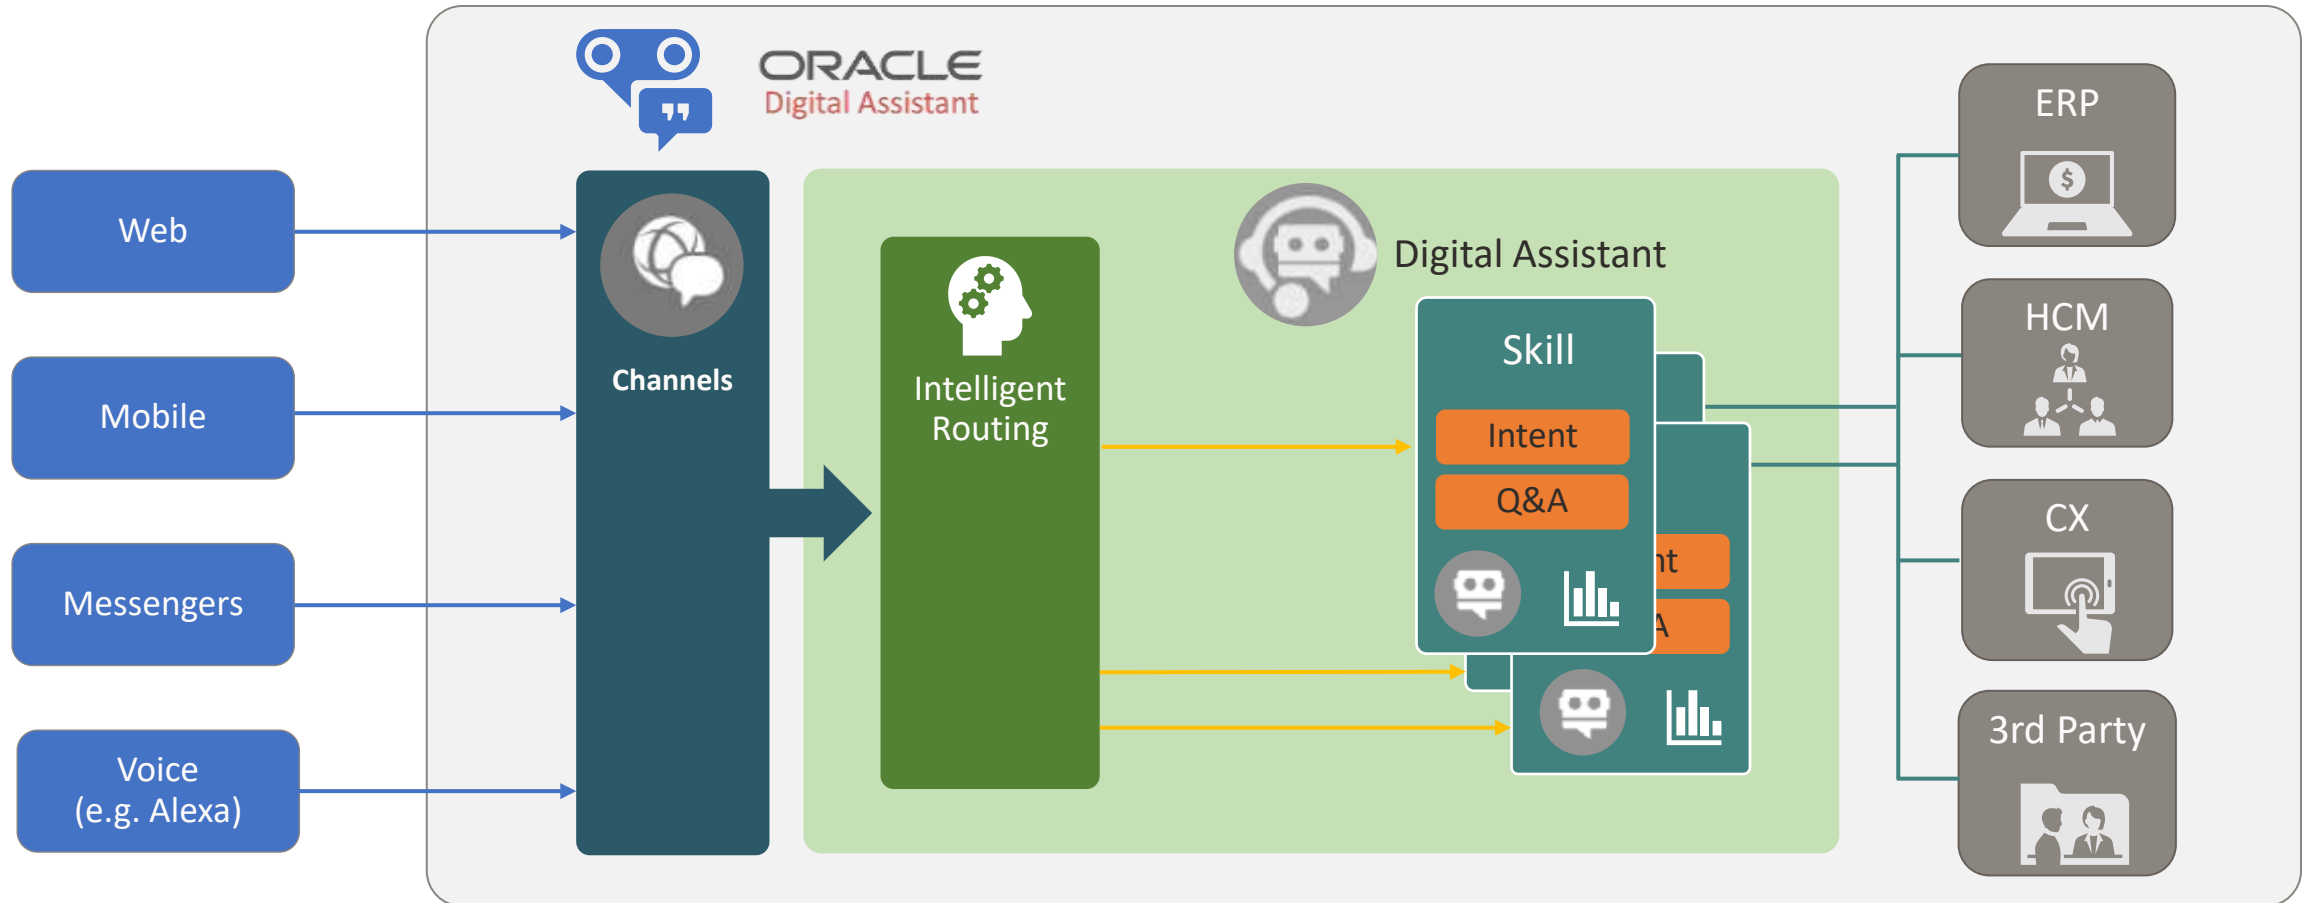 ORACLE
Digital Assistant
Web
Mobile
Messengers
Voice
(e.g. Alexa)
Channels
Intelligent
Routing
Digital Assistant
Skill
Intent
Q&A
nt
A
ERP
$
HCM
CX
3rd Party